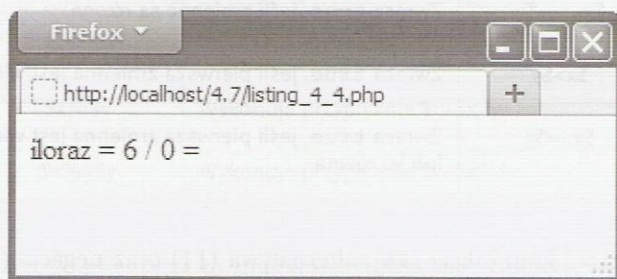 Firefox
http://localhost/4.7/listing_4_4.php
iloraz = 6 / 0 =